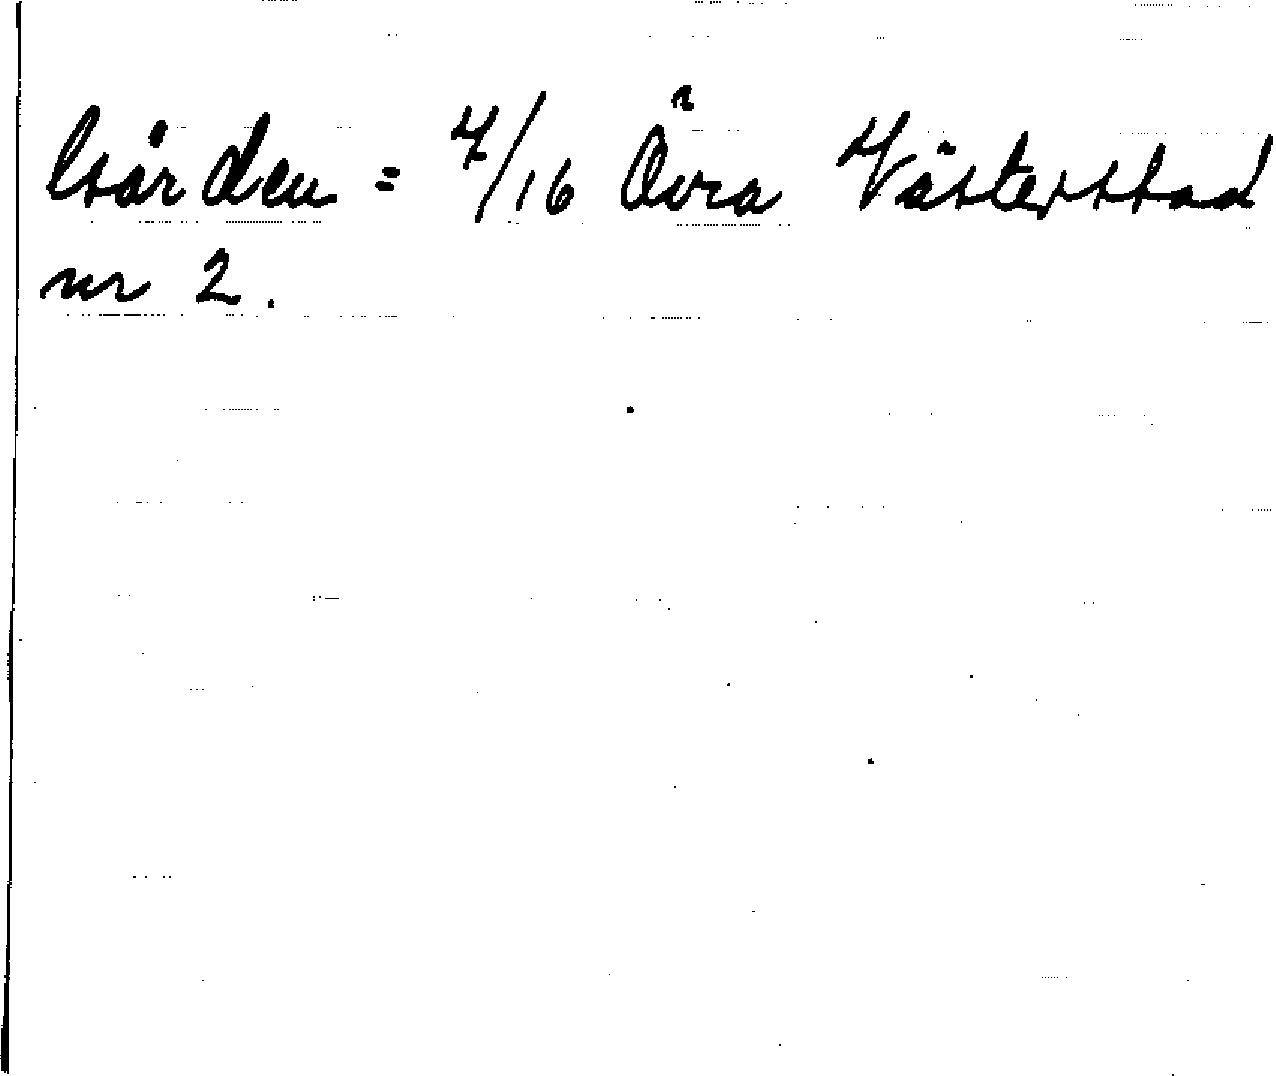 Gården = 7/16 Övra Västerstad
nr 2.